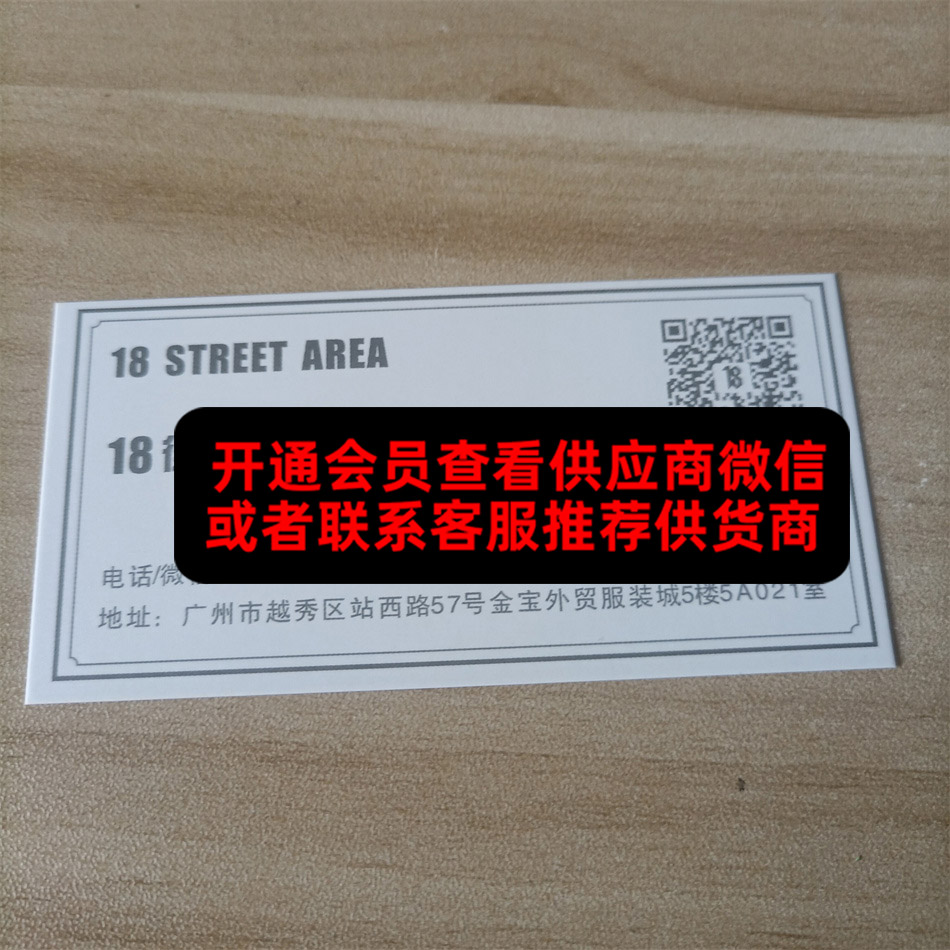 18 STREET AREA
18
18
开通会员查看供应商微信
或者联系客服推荐供货商
电话/微
地址：广州市越秀区站西路57号金宝外贸服装城5楼5A021室